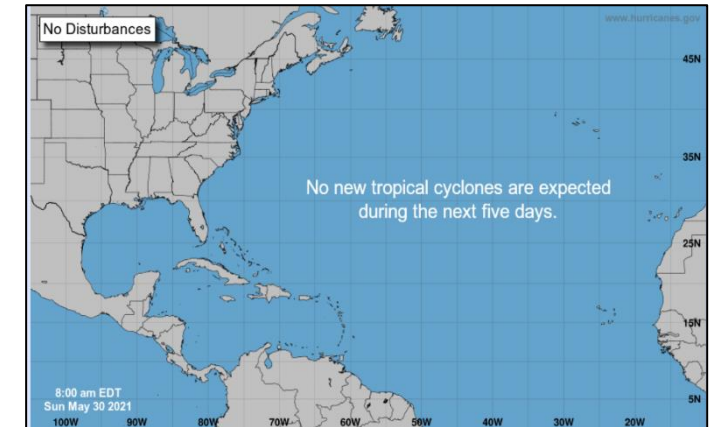 No Disturbances
www.hurricanes.gov
45N
35N
No new tropical cyclones are expected
during the next five days.
25N
15N
8:00 am EDT
Sun May 30 2021
5N
100W 90W 80W 70W 60W 50W 40W 30W 20W